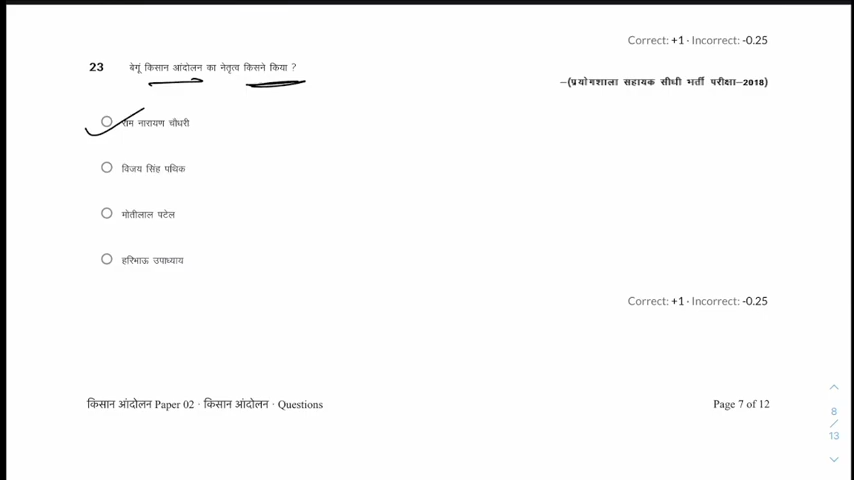 Correct: +1 · Incorrect: -0.25
23 बेगूं किसान आंदोलन का नेतृत्व किसने किया ?
–(प्रयोगशाला सहायक सीधी भर्ती परीक्षा–2018)
राम नारायण चौधरी
विजय सिंह पथिक
मोतीलाल पटेल
हरिभाऊ उपाध्याय
Correct: +1 · Incorrect: -0.25
किसान आंदोलन Paper 02 · किसान आंदोलन · Questions
Page 7 of 12
8
/
13